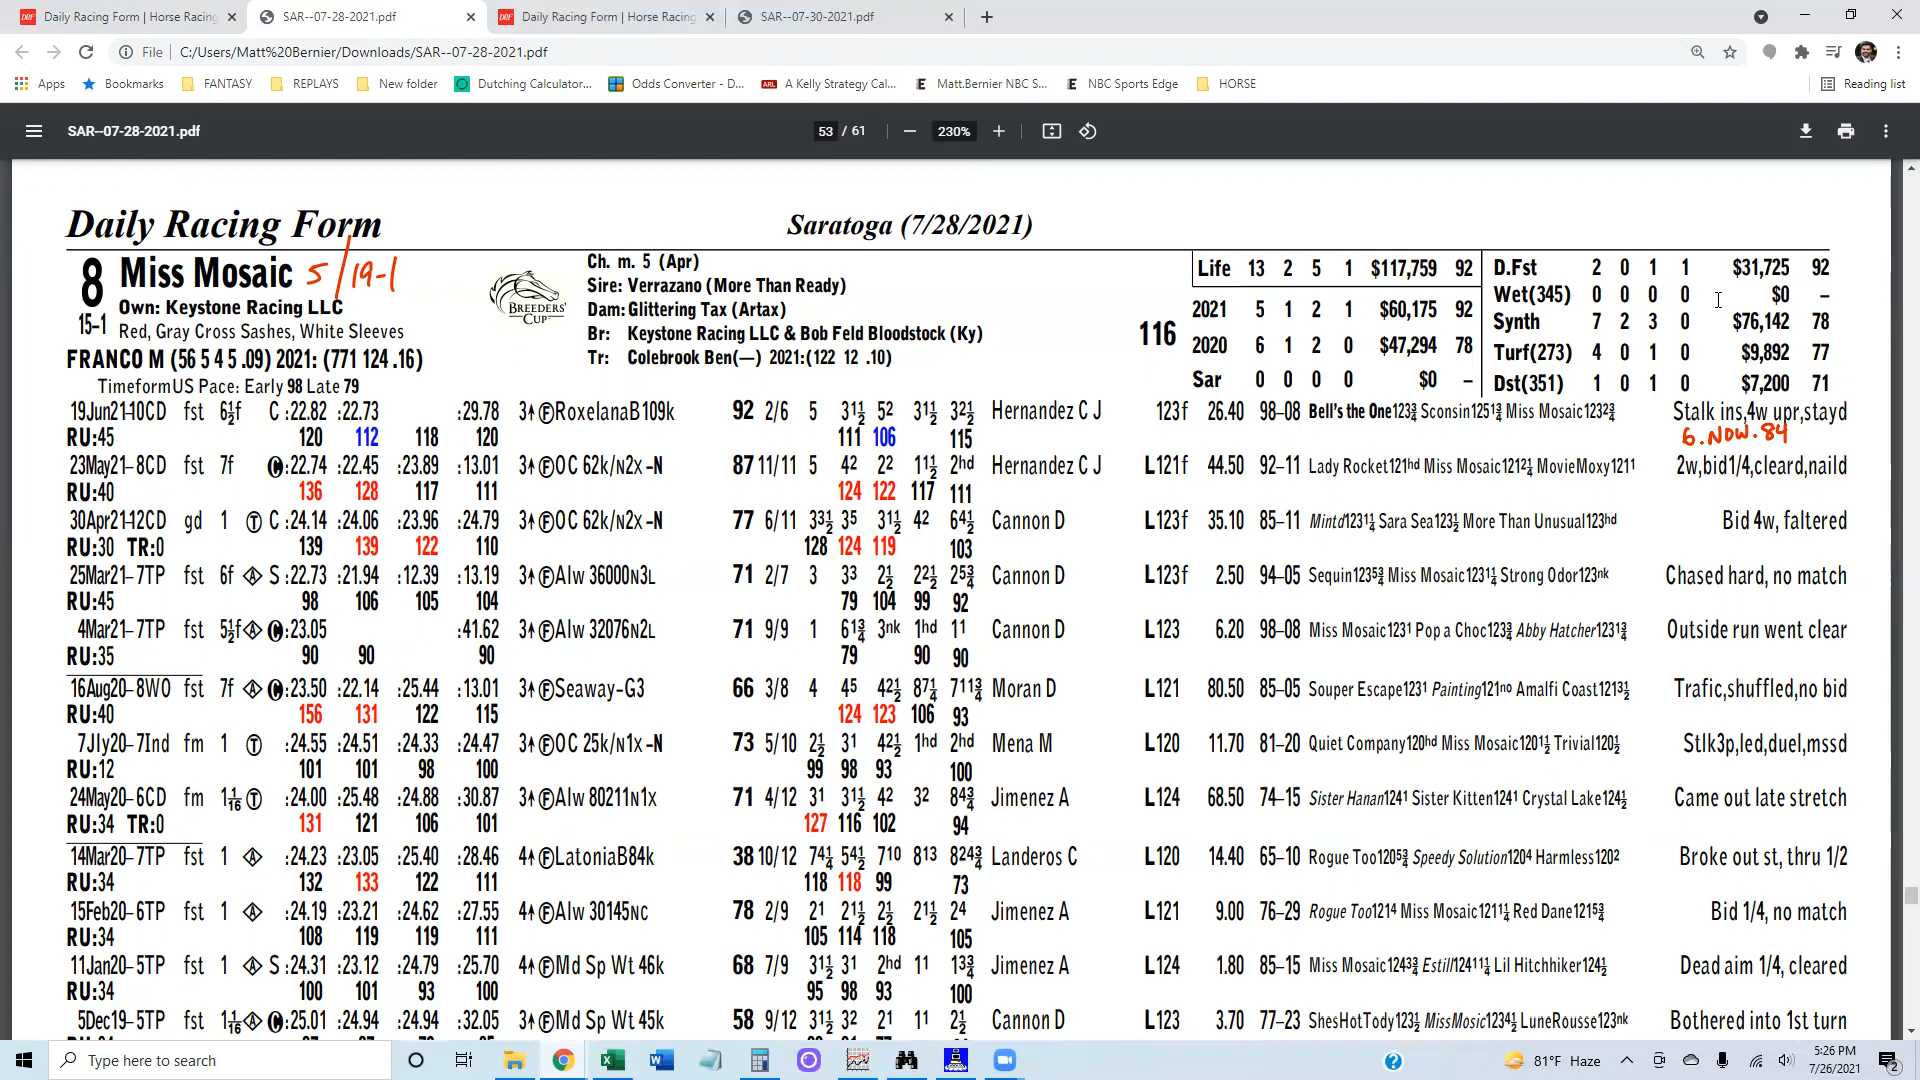 Daily Racing Form | Horse Racing
SAR--07-28-2021.pdf
Daily Racing Form | Horse Racing
SAR--07-30-2021.pdf
File C:/Users/Matt%20Bernier/Downloads/SAR--07-28-2021.pdf
Apps Bookmarks FANTASY REPLAYS New folder Dutching Calculator... Odds Converter - D... A Kelly Strategy Cal... Matt.Bernier NBC S... NBC Sports Edge HORSE Reading list
SAR--07-28-2021.pdf 53 / 61 230%
Daily Racing Form Saratoga (7/28/2021)
8 Miss Mosaic 5/19-1
Own: Keystone Racing LLC
15-1 Red, Gray Cross Sashes, White Sleeves
FRANCO M (56 5 4 5 .09) 2021: (771 124 .16)
TimeformUS Pace: Early 98 Late 79
BREEDERS' CUP
Ch. m. 5 (Apr)
Sire: Verrazano (More Than Ready)
Dam: Glittering Tax (Artax)
Br: Keystone Racing LLC & Bob Feld Bloodstock (Ky)
Tr: Colebrook Ben(—) 2021:(122 12 .10)
116
Life 13 2 5 1 $117,759 92
2021 5 1 2 1 $60,175 92
2020 6 1 2 0 $47,294 78
Sar 0 0 0 0 $0 –
D.Fst 2 0 1 1 $31,725 92
Wet(345) 0 0 0 0 $0 –
Synth 7 2 3 0 $76,142 78
Turf(273) 4 0 1 0 $9,892 77
Dst(351) 1 0 1 0 $7,200 71
19Jun21-10CD fst 6½f C :22.82 :22.73 :29.78 3↑ⒻRoxelanaB109k 92 2/6 5 31½ 52 31½ 32½ Hernandez C J 123f 26.40 98-08 Bell's the One123¾ Sconsin1251¾ Miss Mosaic1232¾ Stalk ins,4w upr,stayd
RU:45 120 112 118 120 111 106 115 6.NOW.84
23May21-8CD fst 7f C :22.74 :22.45 :23.89 :13.01 3↑ⒻOC 62k/N2x-N 87 11/11 5 42 22 11½ 2hd Hernandez C J L121f 44.50 92-11 Lady Rocket121hd Miss Mosaic1212¼ MovieMoxy1211 2w,bid1/4,cleard,naild
RU:40 136 128 117 111 124 122 117 111
30Apr21-12CD gd 1 Ⓣ C :24.14 :24.06 :23.96 :24.79 3↑ⒻOC 62k/N2x-N 77 6/11 33½ 35 31½ 42 64½ Cannon D L123f 35.10 85-11 Mintd1231¼ Sara Sea123½ More Than Unusual123hd Bid 4w, faltered
RU:30 TR:0 139 139 122 110 128 124 119 103
25Mar21-7TP fst 6f A S :22.73 :21.94 :12.39 :13.19 3↑ⒻAlw 36000N3L 71 2/7 3 33 2½ 22½ 25¾ Cannon D L123f 2.50 94-05 Sequin1235¾ Miss Mosaic1231¼ Strong Odor123nk Chased hard, no match
RU:45 98 106 105 104 79 104 99 92
4Mar21-7TP fst 5½f A C :23.05 :41.62 3↑ⒻAlw 32076N2L 71 9/9 1 61¾ 3nk 1hd 11 Cannon D L123 6.20 98-08 Miss Mosaic1231 Pop a Choc123¾ Abby Hatcher1231¾ Outside run went clear
RU:35 90 90 90 79 90 90
16Aug20-8WO fst 7f A C :23.50 :22.14 :25.44 :13.01 3↑ⒻSeaway-G3 66 3/8 4 45 42½ 87¼ 711¾ Moran D L121 80.50 85-05 Souper Escape1231 Painting121no Amalfi Coast1213½ Trafic,shuffled,no bid
RU:40 156 131 122 115 124 123 106 93
7Jly20-7Ind fm 1 Ⓣ :24.55 :24.51 :24.33 :24.47 3↑ⒻOC 25k/N1x-N 73 5/10 2½ 31 42½ 1hd 2hd Mena M L120 11.70 81-20 Quiet Company120hd Miss Mosaic1201½ Trivial120½ Stlk3p,led,duel,mssd
RU:12 101 101 98 100 99 98 93 100
24May20-6CD fm 1 1/16 Ⓣ :24.00 :25.48 :24.88 :30.87 3↑ⒻAlw 80211N1X 71 4/12 31 31½ 42 32 84¾ Jimenez A L124 68.50 74-15 Sister Hanan1241 Sister Kitten1241 Crystal Lake124½ Came out late stretch
RU:34 TR:0 131 121 106 101 127 116 102 94
14Mar20-7TP fst 1 A :24.23 :23.05 :25.40 :28.46 4↑ⒻLatoniaB84k 38 10/12 74¼ 54½ 710 813 824¾ Landeros C L120 14.40 65-10 Rogue Too1205¾ Speedy Solution1204 Harmless1202 Broke out st, thru 1/2
RU:34 132 133 122 111 118 118 99 73
15Feb20-6TP fst 1 A :24.19 :23.21 :24.62 :27.55 4↑ⒻAlw 30145NC 78 2/9 21 21½ 2½ 21½ 24 Jimenez A L121 9.00 76-29 Rogue Too1214 Miss Mosaic1211¼ Red Dane1215¾ Bid 1/4, no match
RU:34 108 119 119 111 105 114 118 105
11Jan20-5TP fst 1 A S :24.31 :23.12 :24.79 :25.70 4↑ⒻMd Sp Wt 46k 68 7/9 31½ 31 2hd 11 13¾ Jimenez A L124 1.80 85-15 Miss Mosaic1243¾ Estill12411¼ Lil Hitchhiker124½ Dead aim 1/4, cleared
RU:34 100 101 93 100 95 98 93 100
5Dec19-5TP fst 1 1/16 A C :25.01 :24.94 :24.94 :32.05 3↑ⒻMd Sp Wt 45k 58 9/12 31½ 32 21 11 2½ Cannon D L123 3.70 77-23 ShesHotTody123½ MissMosic1234½ LuneRousse123nk Bothered into 1st turn
Type here to search 81°F Haze 5:26 PM
7/26/2021 2